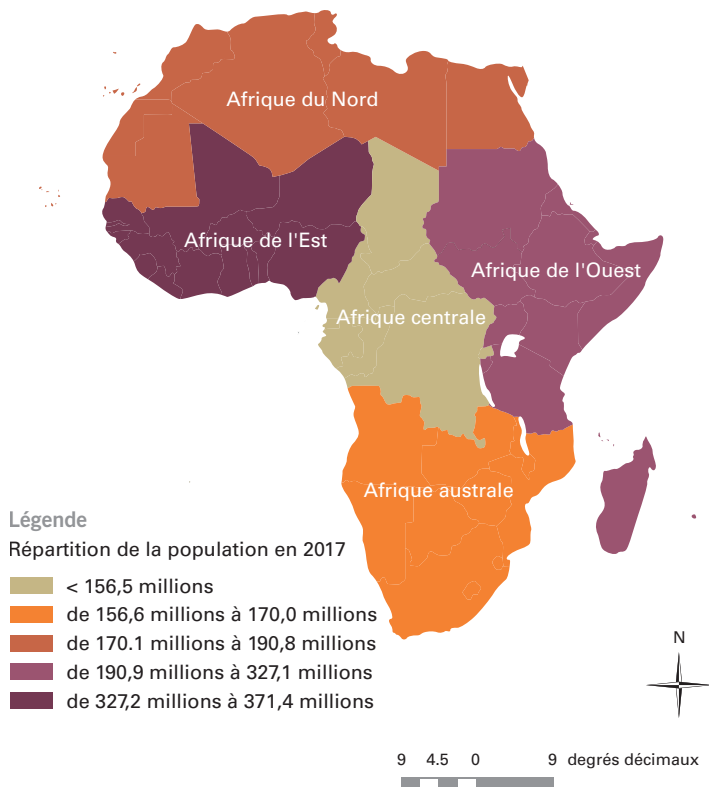 Afrique du Nord
Afrique de l'Est
Afrique de l'Ouest
Afrique centrale
Afrique australe
Légende
Répartition de la population en 2017
< 156,5 millions
de 156,6 millions à 170,0 millions
de 170.1 millions à 190,8 millions
de 190,9 millions à 327,1 millions
de 327,2 millions à 371,4 millions
N
9 4.5 0 9 degrés décimaux